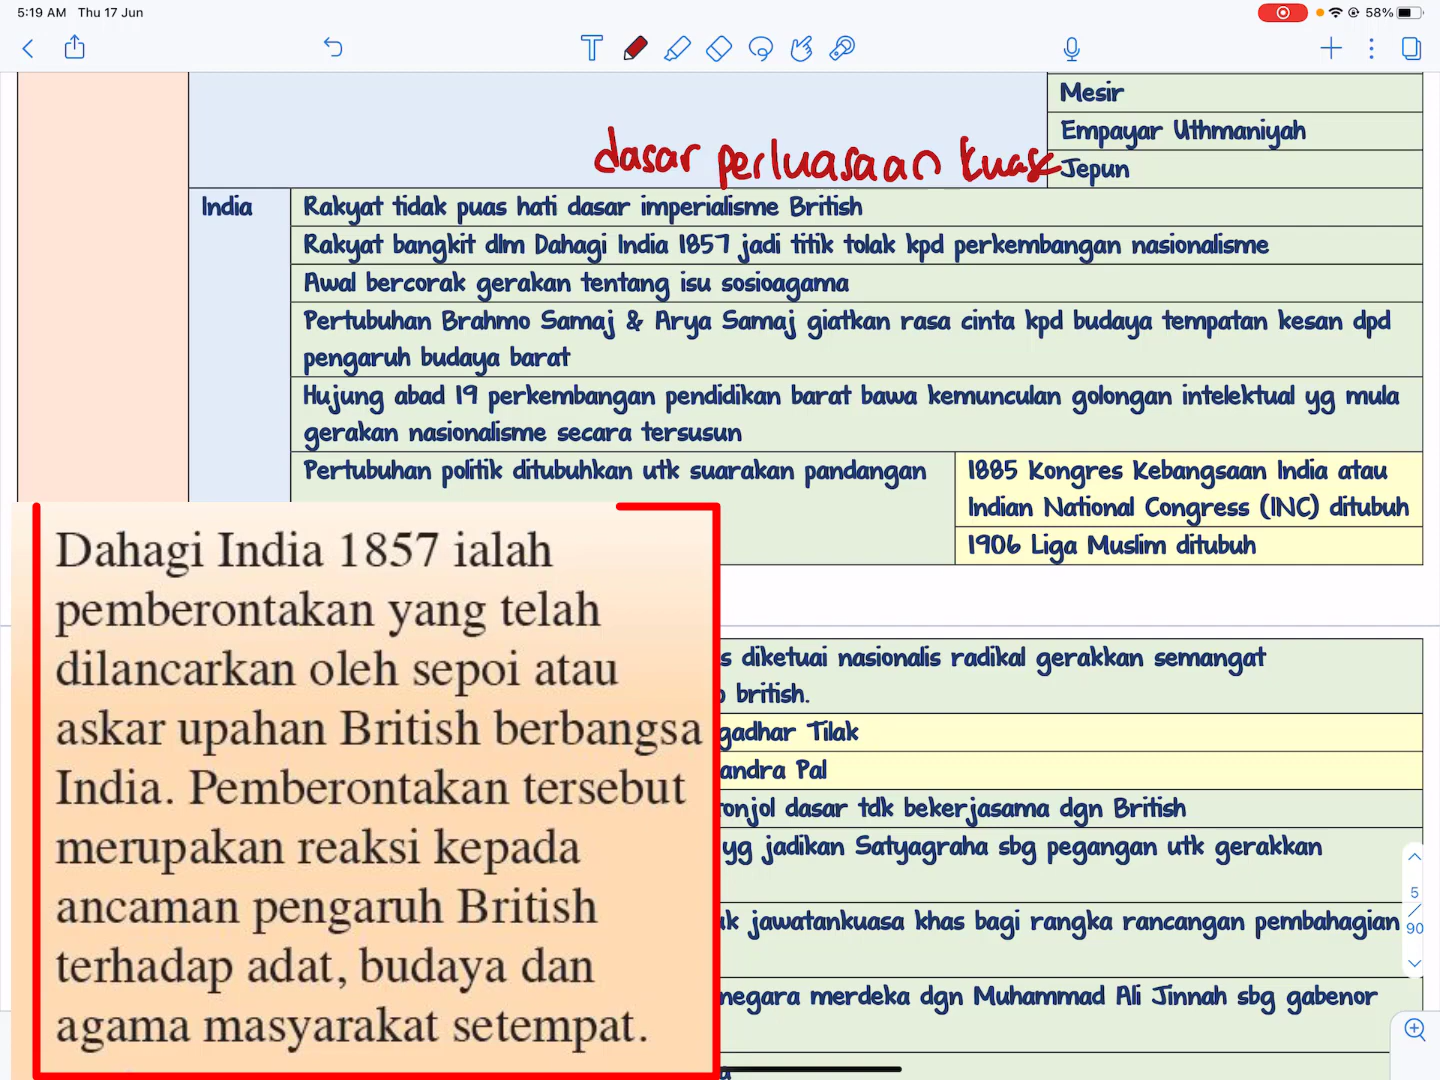 5:19 AM Thu 17 Jun
58%
T
Mesir
Empayar Uthmaniyah
dasar perluasaan
Jepun
India
Rakyat tidak puas hati dasar imperialisme British
Rakyat bangkit dlm Dahagi India 1857 jadi titik tolak kpd perkembangan nasionalisme
Awal bercorak gerakan tentang isu sosioagama
Pertubuhan Brahmo Samaj & Arya Samaj giatkan rasa cinta kpd budaya tempatan kesan dpd
pengaruh budaya barat
Hujung abad 19 perkembangan pendidikan barat bawa kemunculan golongan intelektual yg mula
gerakan nasionalisme secara tersusun
Pertubuhan politik ditubuhkan utk suarakan pandangan
1885 Kongres Kebangsaan India atau
Indian National Congress (INC) ditubuh
1906 Liga Muslim ditubuh
Dahagi India 1857 ialah
pemberontakan yang telah
dilancarkan oleh sepoi atau
askar upahan British berbangsa
India. Pemberontakan tersebut
merupakan reaksi kepada
ancaman pengaruh British
terhadap adat, budaya dan
agama masyarakat setempat.
diketuai nasionalis radikal gerakkan semangat
british.
gadhar Tilak
andra Pal
onjol dasar tdk bekerjasama dgn British
yg jadikan Satyagraha sbg pegangan utk gerakkan
jawatankuasa khas bagi rangka rancangan pembahagian
negara merdeka dgn Muhammad Ali Jinnah sbg gabenor
5
/
90